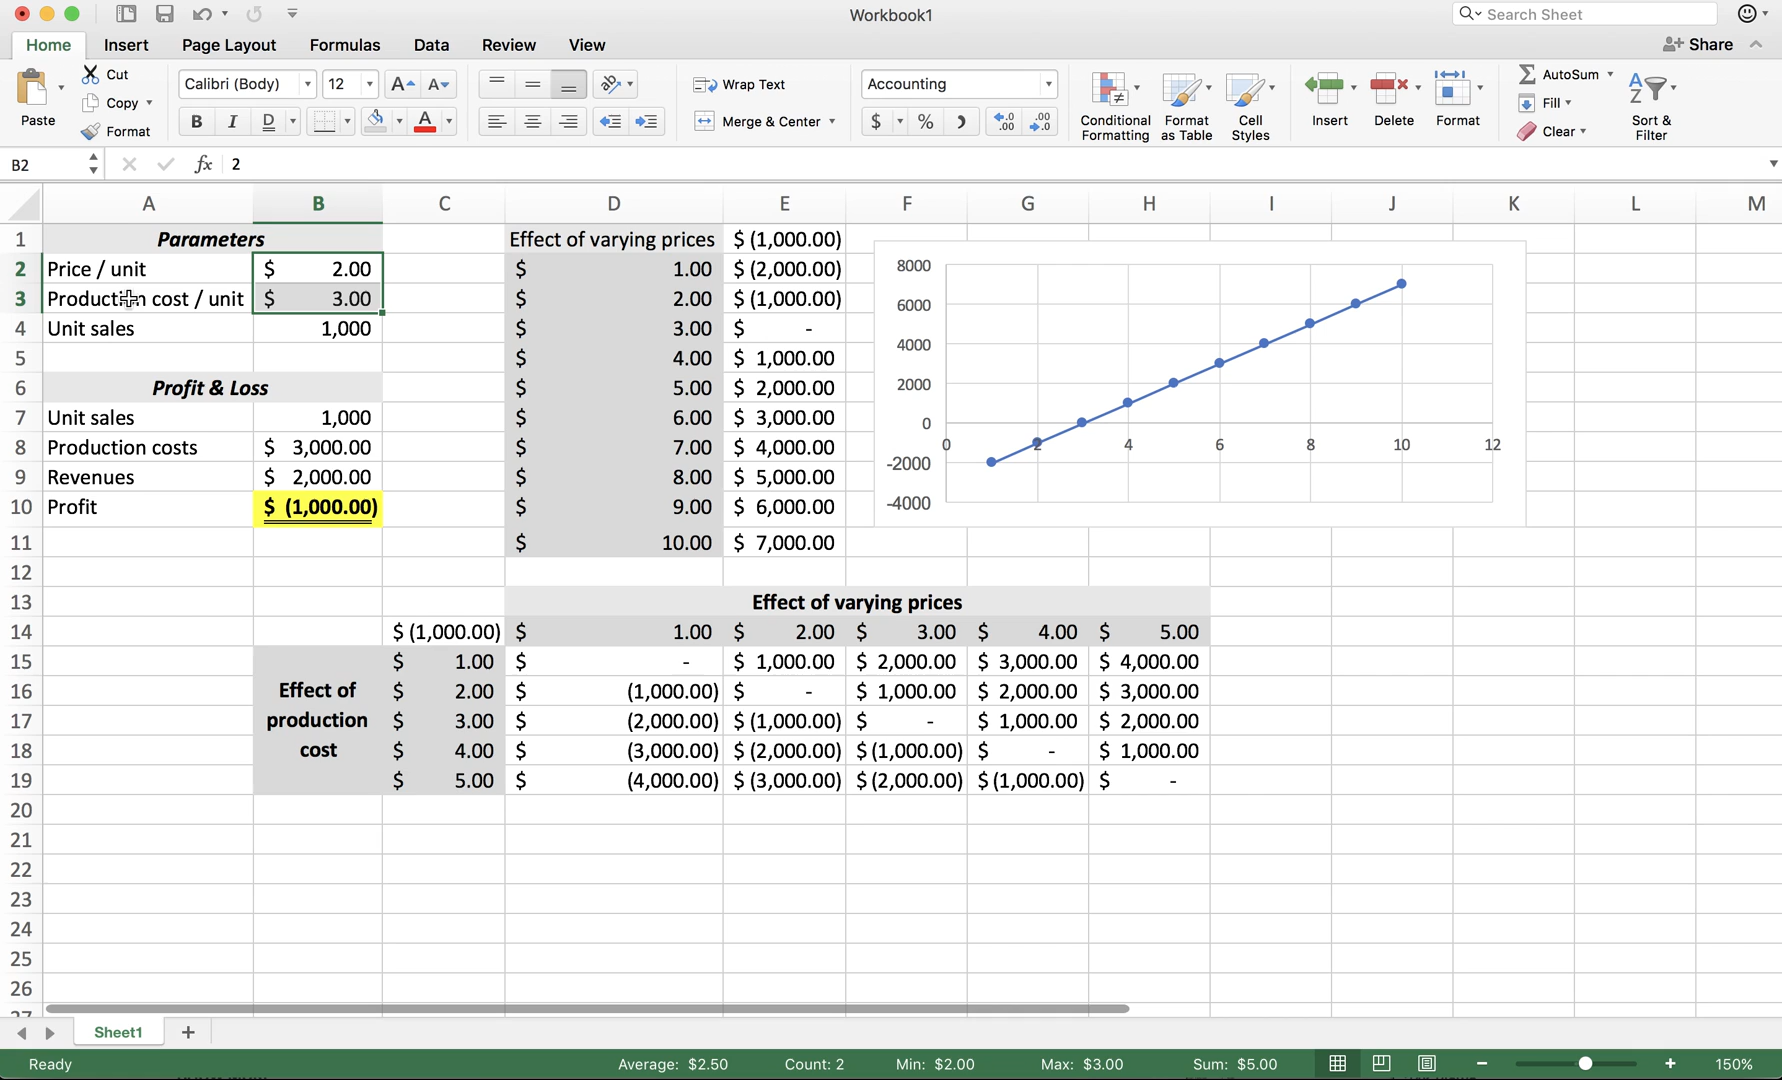 Workbook1
Search Sheet
Home Insert Page Layout Formulas Data Review View Share
Paste Cut Copy Format
Calibri (Body) 12 A A
B I D A
Wrap Text
Merge & Center
Accounting
$ % .0 .00 .00 .0
Conditional Formatting
Format as Table
Cell Styles
Insert Delete Format
AutoSum
Fill
Clear
Sort & Filter
B2 fx 2
A B C D E F G H I J K L M
1 Parameters Effect of varying prices $ (1,000.00)
2 Price / unit $ 2.00 $ 1.00 $ (2,000.00)
3 Production cost / unit $ 3.00 $ 2.00 $ (1,000.00)
4 Unit sales 1,000 $ 3.00 $ -
5 $ 4.00 $ 1,000.00
6 Profit & Loss $ 5.00 $ 2,000.00
7 Unit sales 1,000 $ 6.00 $ 3,000.00
8 Production costs $ 3,000.00 $ 7.00 $ 4,000.00
9 Revenues $ 2,000.00 $ 8.00 $ 5,000.00
10 Profit $ (1,000.00) $ 9.00 $ 6,000.00
11 $ 10.00 $ 7,000.00
8000
6000
4000
2000
0
-2000
-4000
0 2 4 6 8 10 12
12
13 Effect of varying prices
14 $ (1,000.00) $ 1.00 $ 2.00 $ 3.00 $ 4.00 $ 5.00
15 $ 1.00 $ - $ 1,000.00 $ 2,000.00 $ 3,000.00 $ 4,000.00
16 Effect of $ 2.00 $ (1,000.00) $ - $ 1,000.00 $ 2,000.00 $ 3,000.00
17 production $ 3.00 $ (2,000.00) $ (1,000.00) $ - $ 1,000.00 $ 2,000.00
18 cost $ 4.00 $ (3,000.00) $ (2,000.00) $ (1,000.00) $ - $ 1,000.00
19 $ 5.00 $ (4,000.00) $ (3,000.00) $ (2,000.00) $ (1,000.00) $ -
20
21
22
23
24
25
26
27
Sheet1 +
Ready Average: $2.50 Count: 2 Min: $2.00 Max: $3.00 Sum: $5.00 150%